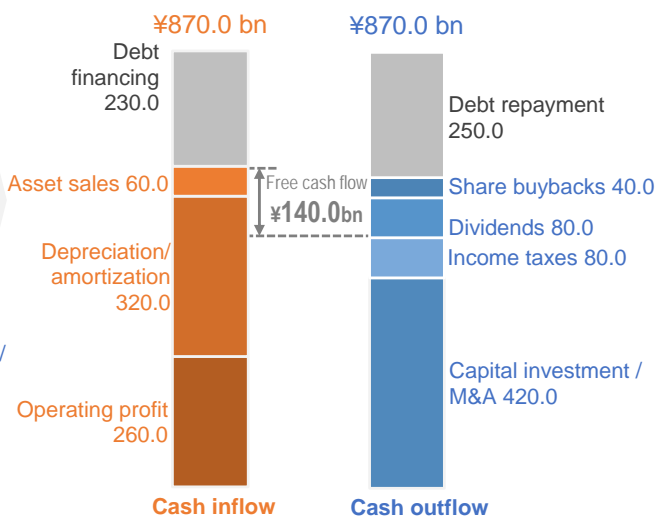 ¥870.0 bn
¥870.0 bn
Debt
financing
230.0
Asset sales 60.0
Depreciation/
amortization
320.0
Operating profit
260.0
Free cash flow
¥140.0bn
Debt repayment
250.0
Share buybacks 40.0
Dividends 80.0
Income taxes 80.0
Capital investment /
M&A 420.0
/
Cash inflow
Cash outflow